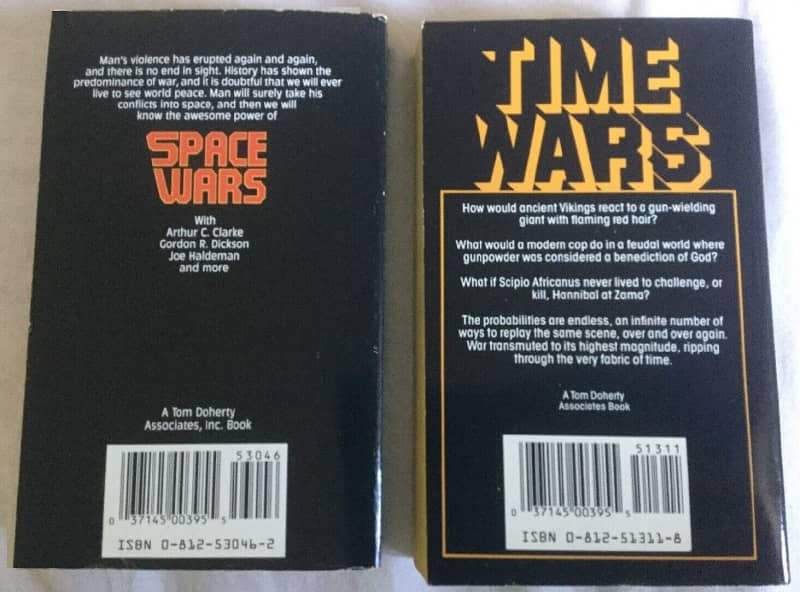 Man's violence has erupted again and again,
and there is no end in sight. History has shown the
predominance of war, and it is doubtful that we will ever
live to see world peace. Man will surely take his
conflicts into space, and then we will
know the awesome power of
SPACE
WARS
With
Arthur C. Clarke
Gordon R. Dickson
Joe Haldeman
and more
A Tom Doherty
Associates, Inc. Book
53046
0 37145 00395 5
ISBN 0-812-53046-2
TIME
WARS
How would ancient Vikings react to a gun-wielding
giant with flaming red hair?
What would a modern cop do in a feudal world where
gunpowder was considered a benediction of God?
What if Scipio Africanus never lived to challenge, or
kill, Hannibal at Zama?
The probabilities are endless, an infinite number of
ways to replay the same scene, over and over again.
War transmuted to its highest magnitude, ripping
through the very fabric of time.
A Tom Doherty
Associates Book
51311
0 37145 00395 5
ISBN 0-812-51311-8